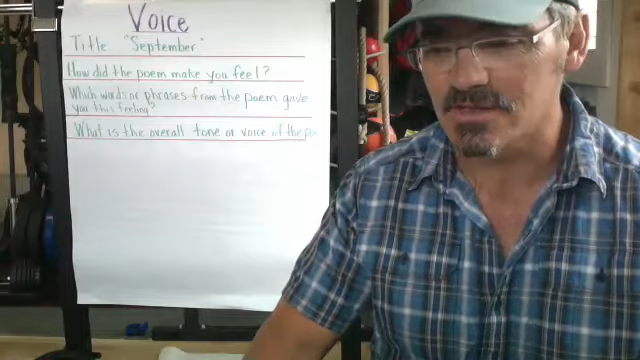 Voice
Title "September"
How did the poem make you feel?
Which words or phrases from the poem gave
you this feeling?
What is the overall tone or voice of the